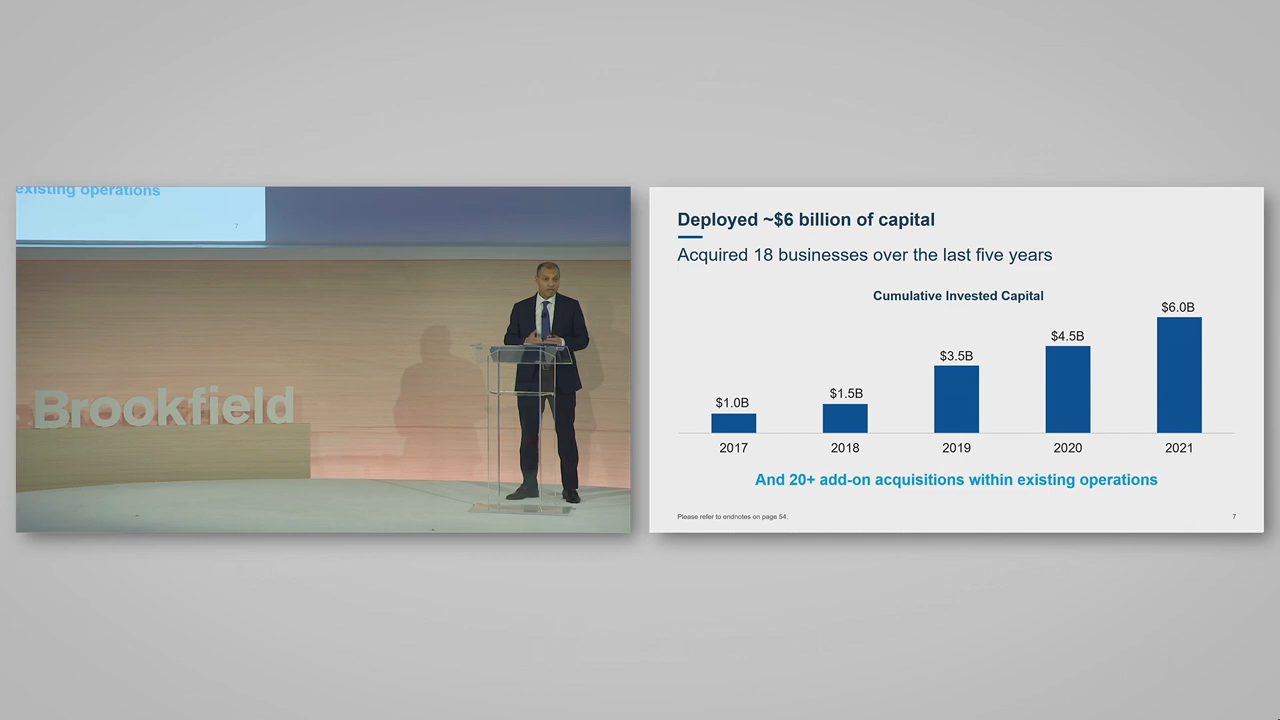 existing operations
7
Brookfield
Deployed ~$6 billion of capital
Acquired 18 businesses over the last five years
Cumulative Invested Capital
$1.0B
$1.5B
$3.5B
$4.5B
$6.0B
2017
2018
2019
2020
2021
And 20+ add-on acquisitions within existing operations
Please refer to endnotes on page 54.
7